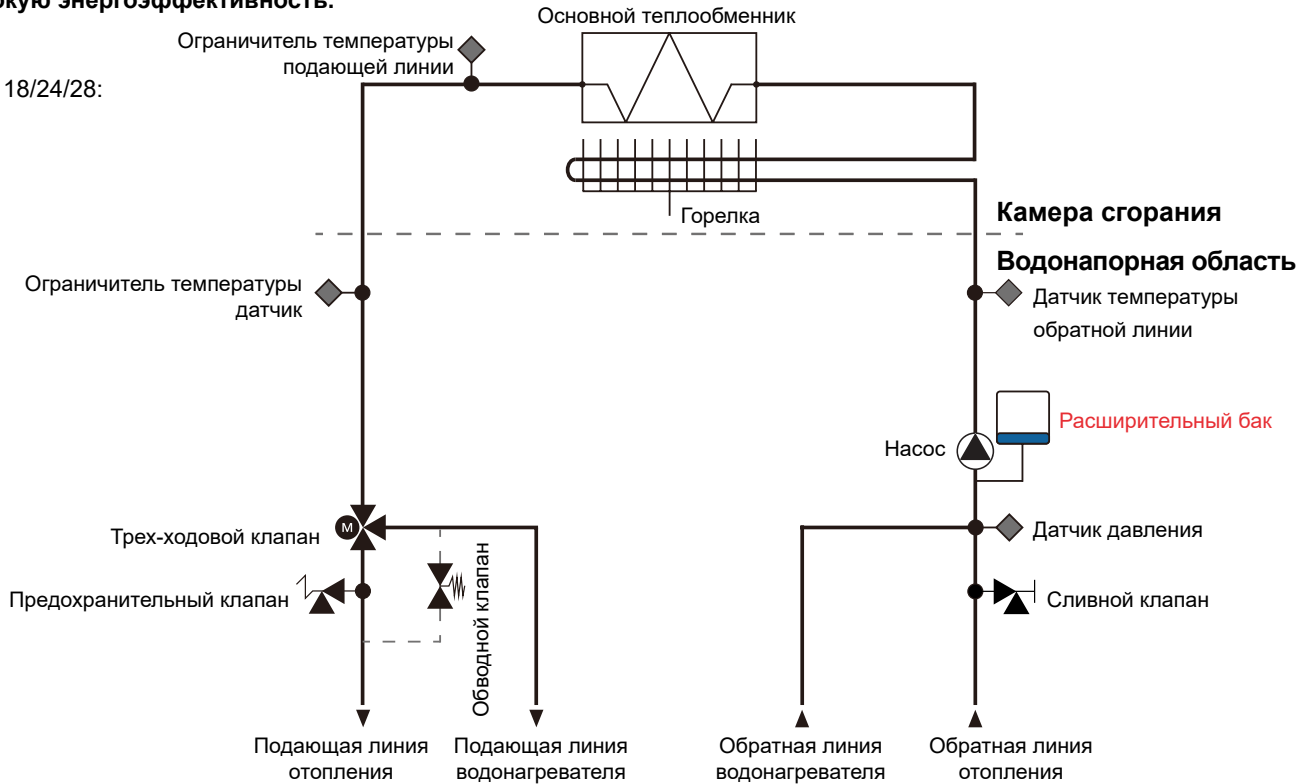 окую энергоэффективность.
Основной теплообменник
Ограничитель температуры
подающей линии
18/24/28:
Горелка
Камера сгорания
Водонапорная область
Ограничитель температуры
датчик
Датчик температуры
обратной линии
Расширительный бак
Насос
М
Трех-ходовой клапан
Датчик давления
Обводной клапан
Предохранительный клапан
Сливной клапан
Подающая линия
отопления
Подающая линия
водонагревателя
Обратная линия
водонагревателя
Обратная линия
отопления